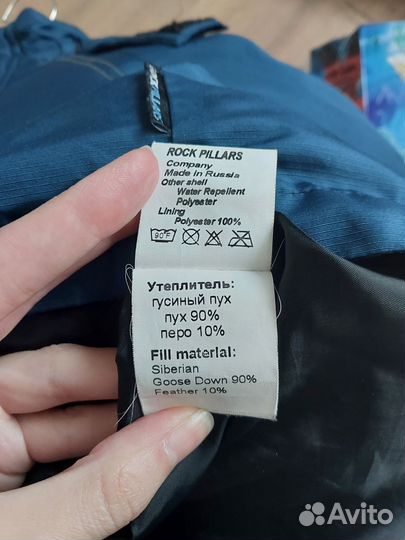 ROCK PILLARS
Company
Made in Russia
Other shell
Water Repellent
Polyester
Lining
Polyester 100%
90°F
Утеплитель:
гусиный пух
пух 90%
перо 10%
Fill material:
Siberian
Goose Down 90%
Feather 10%
Avito